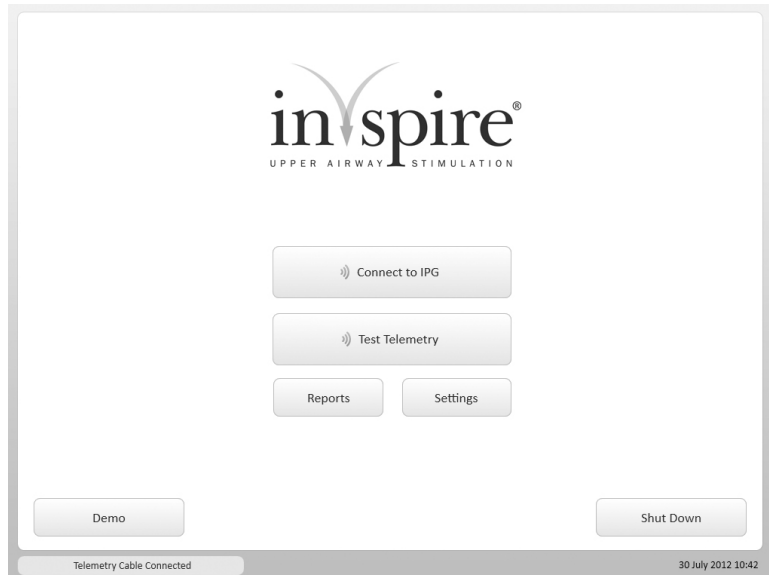 inspire®
UPPER AIRWAY STIMULATION
Connect to IPG
Test Telemetry
Reports Settings
Demo Shut Down
Telemetry Cable Connected 30 July 2012 10:42